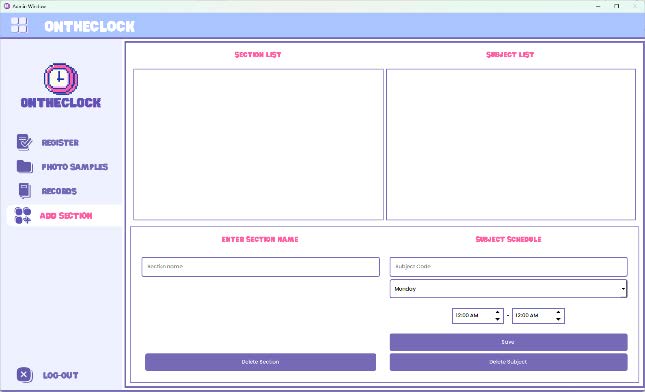 Admin Window
ONTHECLOCK
ONTHECLOCK
REGISTER
PHOTO SAMPLES
RECORDS
ADD SECTION
LOG-OUT
SECTION LIST
SUBJECT LIST
ENTER SECTION NAME
SUBJECT SCHEDULE
Section name
Subject Code
Monday
12:00 AM - 12:00 AM
Save
Delete Section
Delete Subject